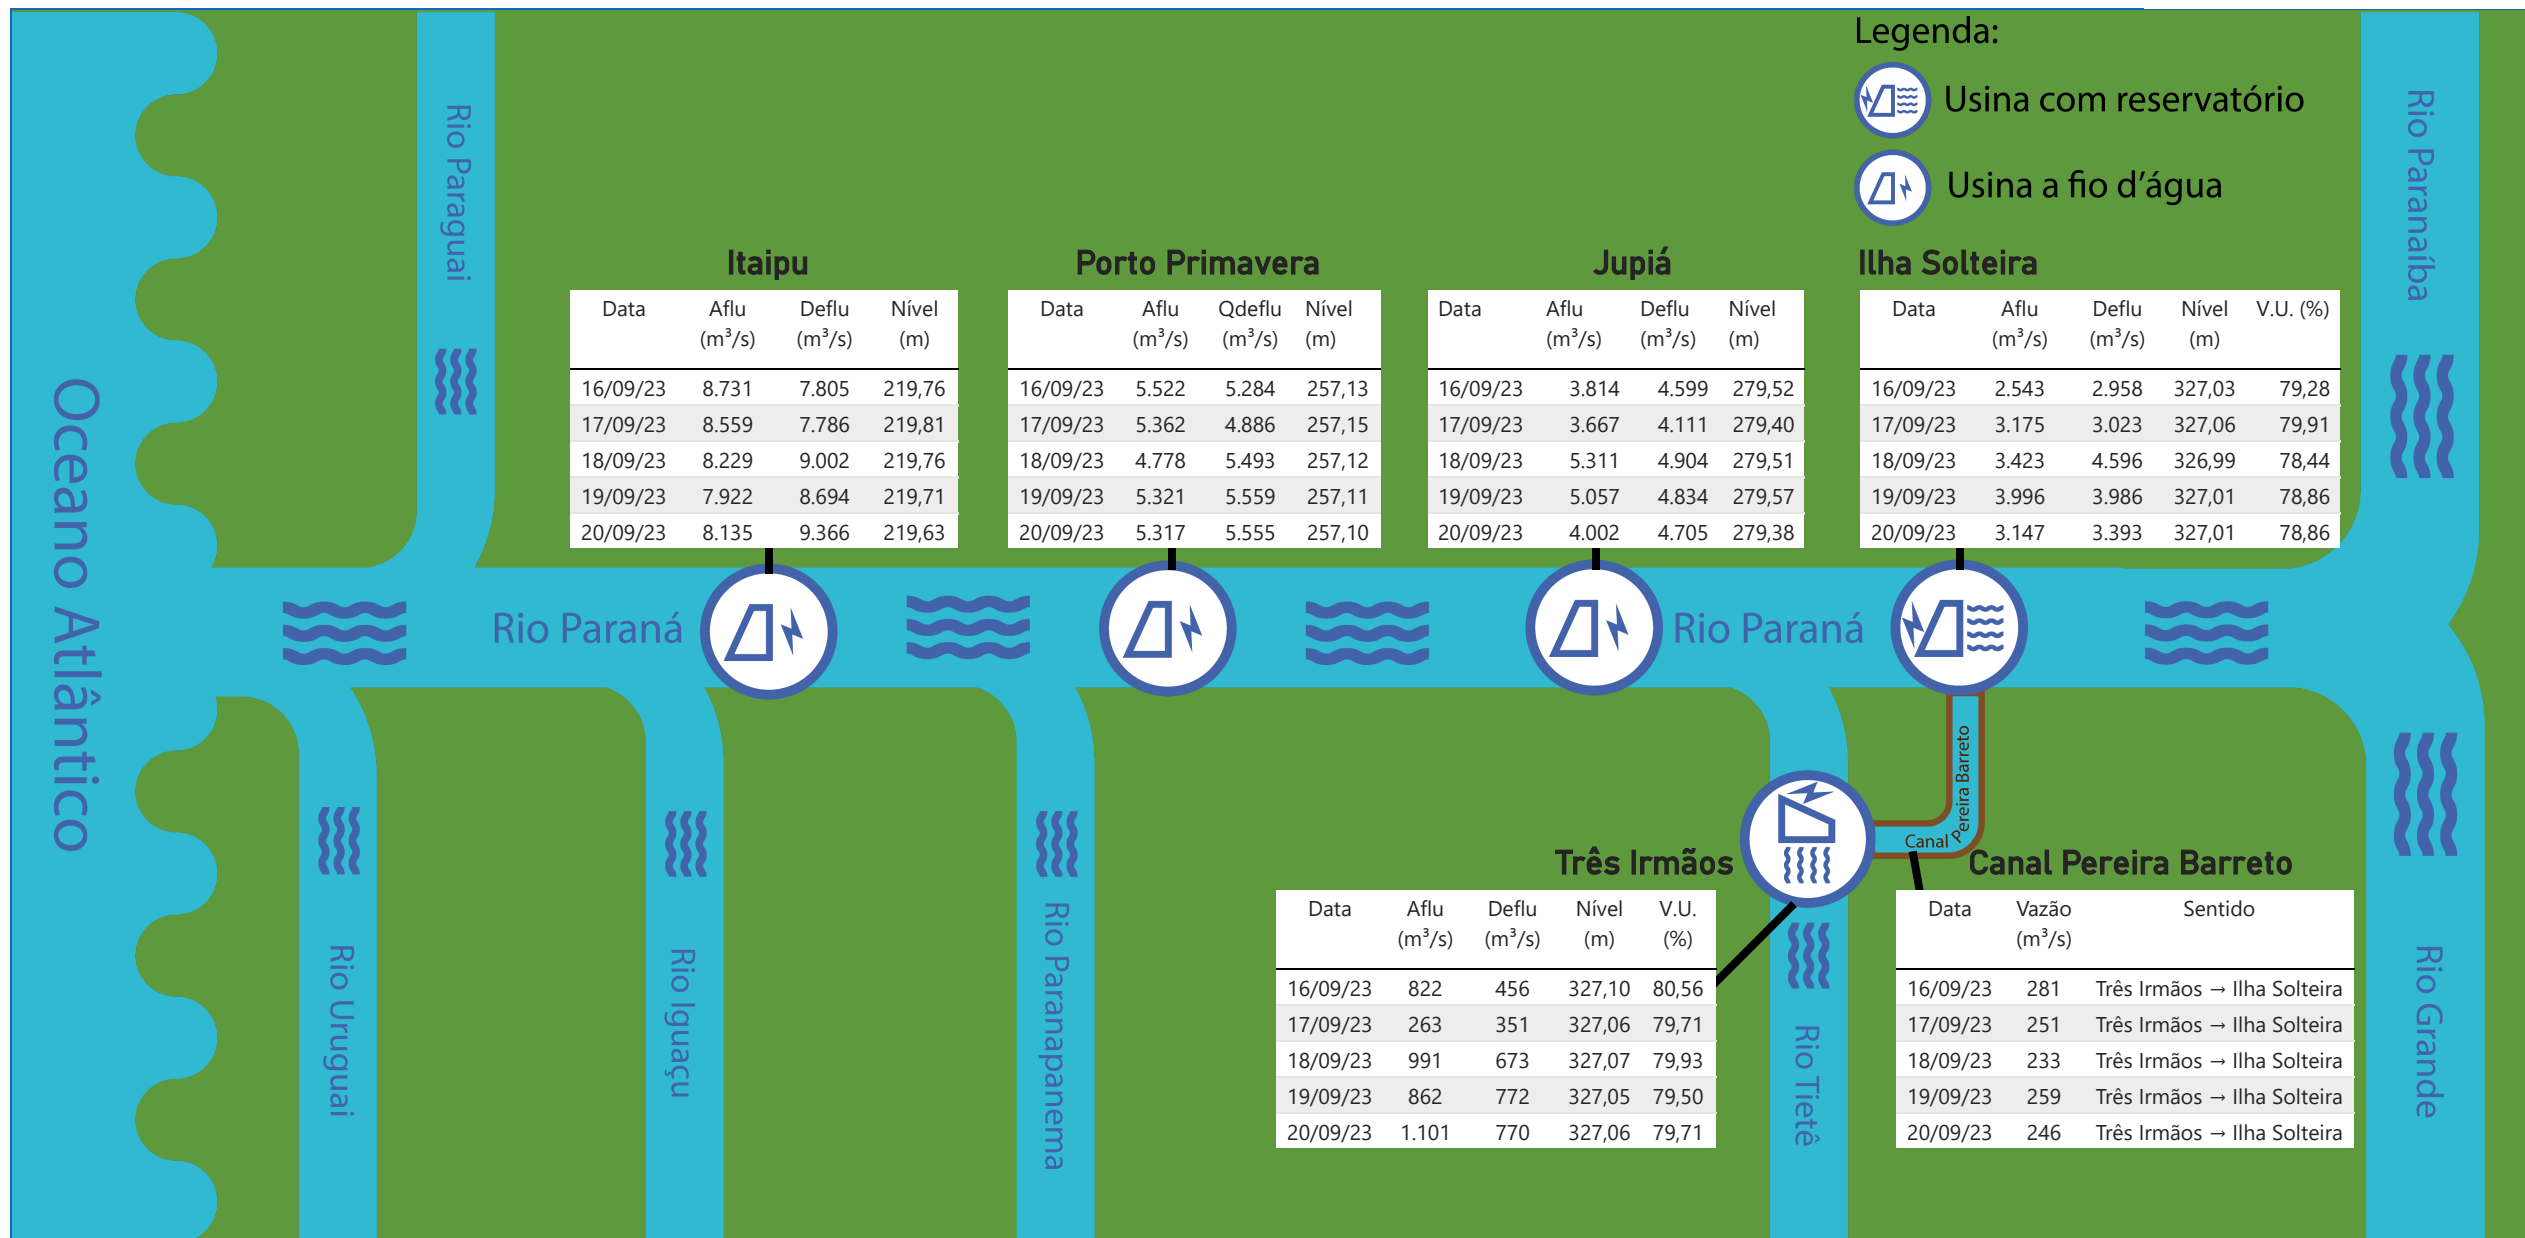 Legenda:
Usina com reservatório
Usina a fio d'água
Oceano Atlântico
Rio Paraguai
Rio Paranaíba
Itaipu
Data Aflu (m³/s) Deflu (m³/s) Nível (m)
16/09/23 8.731 7.805 219,76
17/09/23 8.559 7.786 219,81
18/09/23 8.229 9.002 219,76
19/09/23 7.922 8.694 219,71
20/09/23 8.135 9.366 219,63
Porto Primavera
Data Aflu (m³/s) Qdeflu (m³/s) Nível (m)
16/09/23 5.522 5.284 257,13
17/09/23 5.362 4.886 257,15
18/09/23 4.778 5.493 257,12
19/09/23 5.321 5.559 257,11
20/09/23 5.317 5.555 257,10
Jupiá
Data Aflu (m³/s) Deflu (m³/s) Nível (m)
16/09/23 3.814 4.599 279,52
17/09/23 3.667 4.111 279,40
18/09/23 5.311 4.904 279,51
19/09/23 5.057 4.834 279,57
20/09/23 4.002 4.705 279,38
Ilha Solteira
Data Aflu (m³/s) Deflu (m³/s) Nível (m) V.U. (%)
16/09/23 2.543 2.958 327,03 79,28
17/09/23 3.175 3.023 327,06 79,91
18/09/23 3.423 4.596 326,99 78,44
19/09/23 3.996 3.986 327,01 78,86
20/09/23 3.147 3.393 327,01 78,86
Rio Paraná
Rio Paraná
Canal Pereira Barreto
Três Irmãos
Data Aflu (m³/s) Deflu (m³/s) Nível (m) V.U. (%)
16/09/23 822 456 327,10 80,56
17/09/23 263 351 327,06 79,71
18/09/23 991 673 327,07 79,93
19/09/23 862 772 327,05 79,50
20/09/23 1.101 770 327,06 79,71
Canal Pereira Barreto
Data Vazão (m³/s) Sentido
16/09/23 281 Três Irmãos → Ilha Solteira
17/09/23 251 Três Irmãos → Ilha Solteira
18/09/23 233 Três Irmãos → Ilha Solteira
19/09/23 259 Três Irmãos → Ilha Solteira
20/09/23 246 Três Irmãos → Ilha Solteira
Rio Uruguai
Rio Iguaçu
Rio Paranapanema
Rio Tietê
Rio Grande